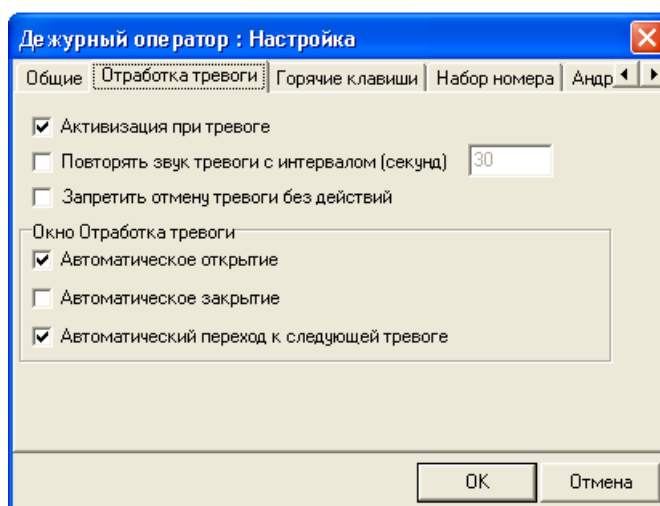 Дежурный оператор : Настройка
Общие Отработка тревоги Горячие клавиши Набор номера Андр
Активизация при тревоге
Повторять звук тревоги с интервалом (секунд) 30
Запретить отмену тревоги без действий
Окно Отработка тревоги
Автоматическое открытие
Автоматическое закрытие
Автоматический переход к следующей тревоге
OK Отмена